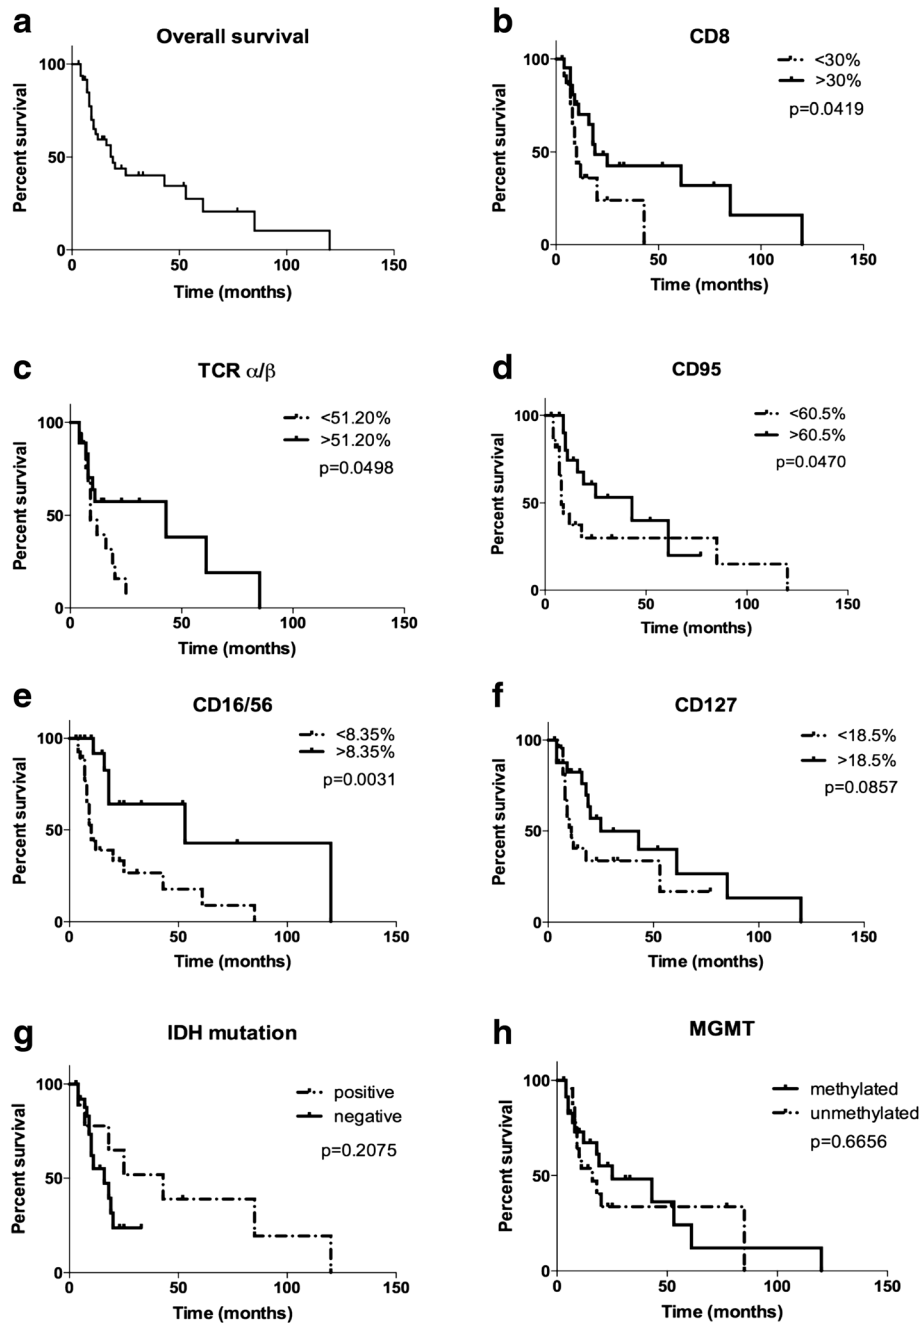 a
Overall survival
Percent survival
100
50
0
0 50 100 150
Time (months)
b
CD8
<30%
>30%
p=0.0419
Percent survival
100
50
0
0 50 100 150
Time (months)
c
TCR α/β
<51.20%
>51.20%
p=0.0498
Percent survival
100
50
0
0 50 100 150
Time (months)
d
CD95
<60.5%
>60.5%
p=0.0470
Percent survival
100
50
0
0 50 100 150
Time (months)
e
CD16/56
<8.35%
>8.35%
p=0.0031
Percent survival
100
50
0
0 50 100 150
Time (months)
f
CD127
<18.5%
>18.5%
p=0.0857
Percent survival
100
50
0
0 50 100 150
Time (months)
g
IDH mutation
positive
negative
p=0.2075
Percent survival
100
50
0
0 50 100 150
Time (months)
h
MGMT
methylated
unmethylated
p=0.6656
Percent survival
100
50
0
0 50 100 150
Time (months)